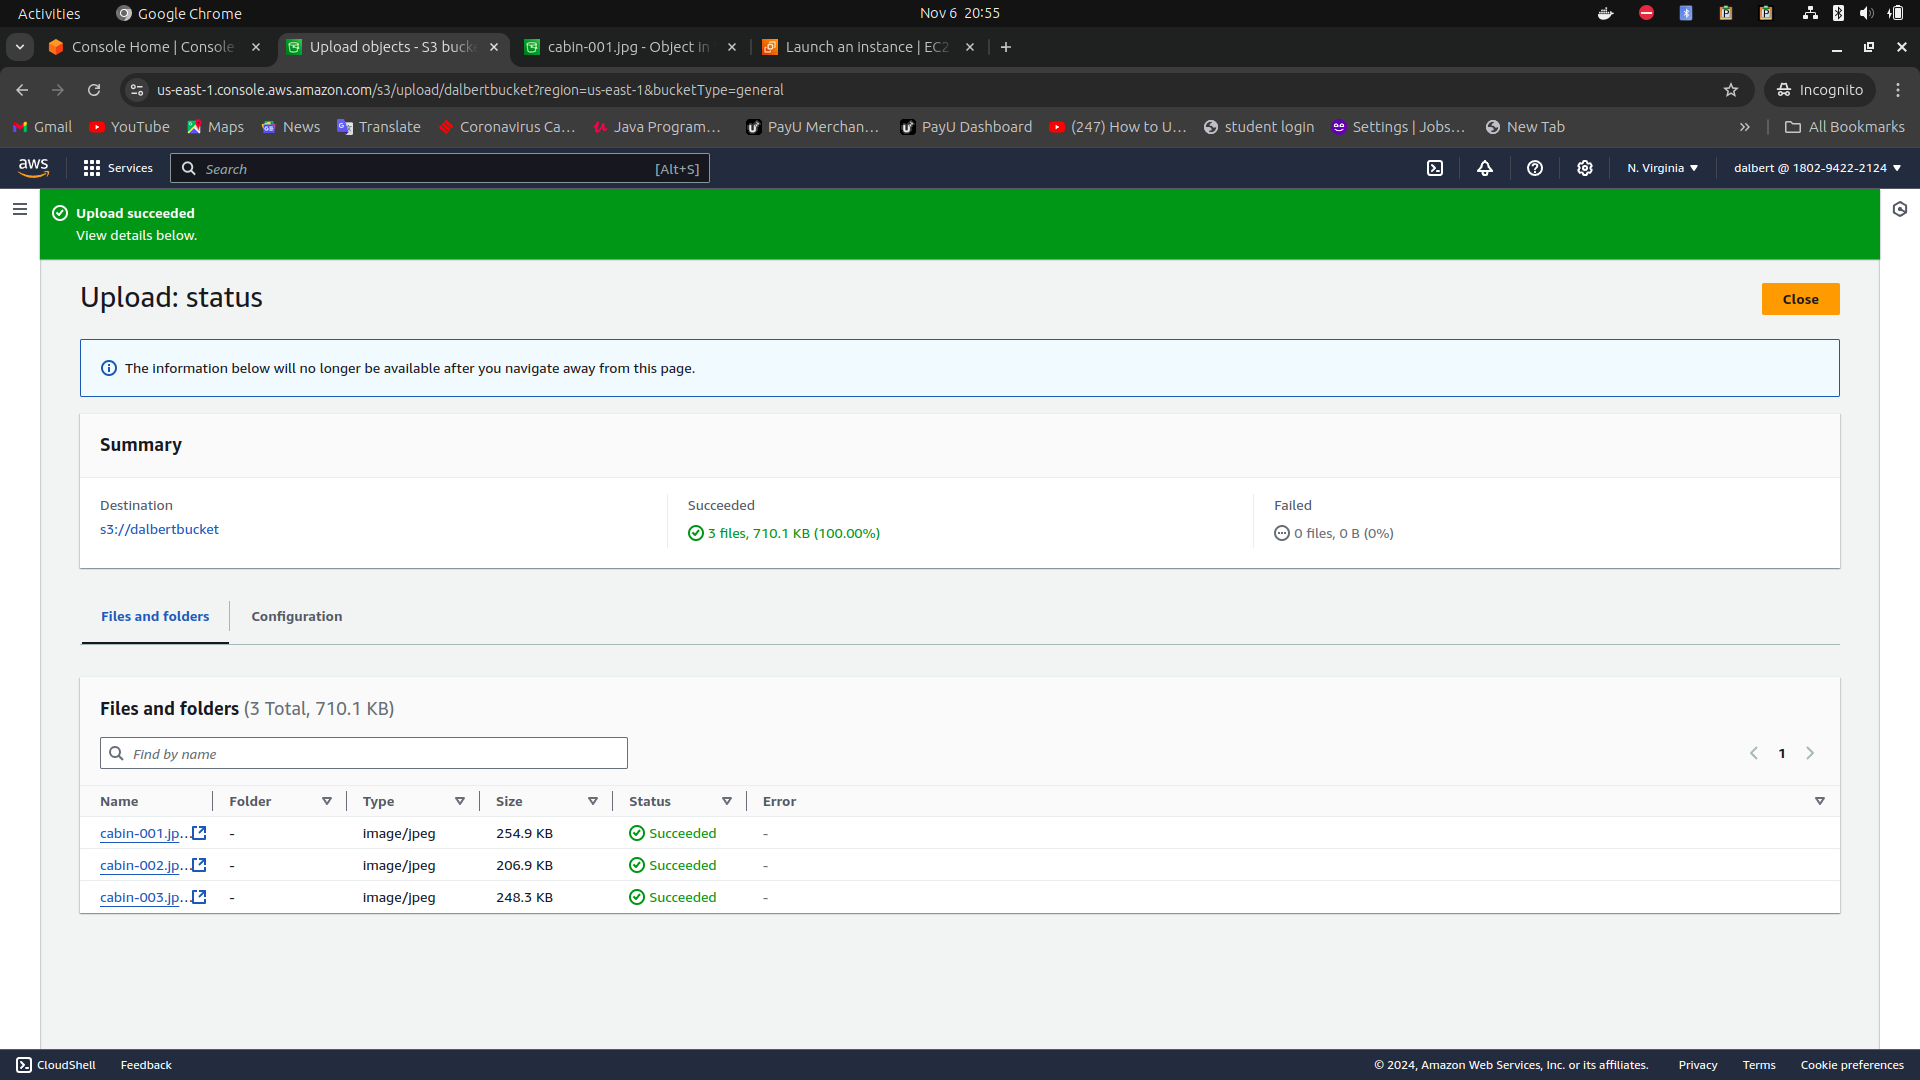 Activities Google Chrome Nov 6 20:55
Console Home | Console Upload objects - S3 buck cabin-001.jpg - Object in Launch an instance | EC2
us-east-1.console.aws.amazon.com/s3/upload/dalbertbucket?region=us-east-1&bucketType=general Incognito
Gmail YouTube Maps News Translate Coronavirus Ca... Java Program... PayU Merchan... PayU Dashboard (247) How to U... student login Settings | Jobs... New Tab » All Bookmarks
aws Services Search [Alt+S] N. Virginia dalbert @ 1802-9422-2124
Upload succeeded
View details below.
Upload: status Close
The information below will no longer be available after you navigate away from this page.
Summary
Destination Succeeded Failed
s3://dalbertbucket 3 files, 710.1 KB (100.00%) 0 files, 0 B (0%)
Files and folders Configuration
Files and folders (3 Total, 710.1 KB)
Find by name 1
Name Folder Type Size Status Error
cabin-001.jp... - image/jpeg 254.9 KB Succeeded -
cabin-002.jp... - image/jpeg 206.9 KB Succeeded -
cabin-003.jp... - image/jpeg 248.3 KB Succeeded -
CloudShell Feedback © 2024, Amazon Web Services, Inc. or its affiliates. Privacy Terms Cookie preferences